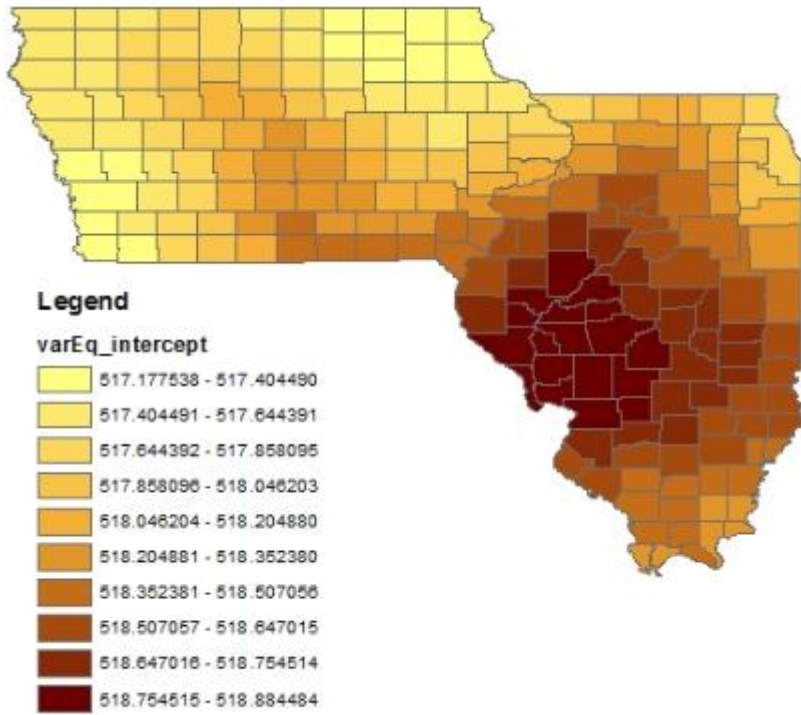 Legend
varEq_intercept
517.177538 - 517.404490
517.404491 - 517.644391
517.644392 - 517.858095
517.858096 - 518.046203
518.046204 - 518.204880
518.204881 - 518.352380
518.352381 - 518.507056
518.507057 - 518.647015
518.647016 - 518.754514
518.754515 - 518.884484